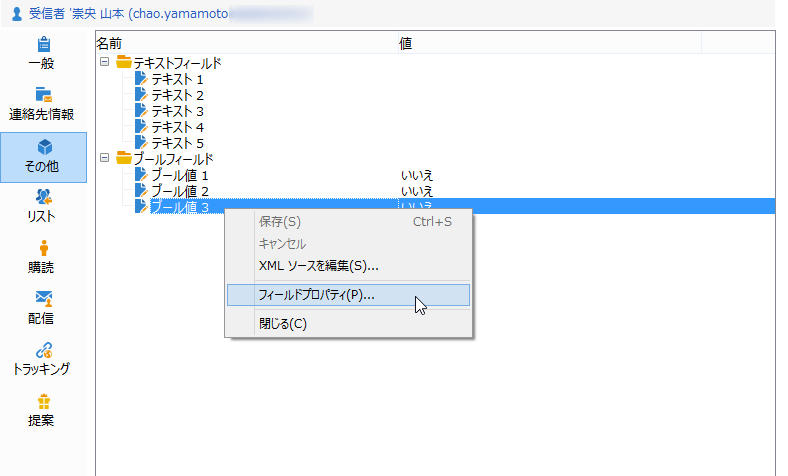 受信者 '崇央 山本 (chao.yamamoto
一般
連絡先情報
その他
リスト
購読
配信
トラッキング
提案
名前 値
テキストフィールド
テキスト 1
テキスト 2
テキスト 3
テキスト 4
テキスト 5
ブールフィールド
ブール値 1 いいえ
ブール値 2 いいえ
ブール値 3 いいえ
保存(S) Ctrl+S
キャンセル
XML ソースを編集(S)...
フィールドプロパティ(P)...
閉じる(C)